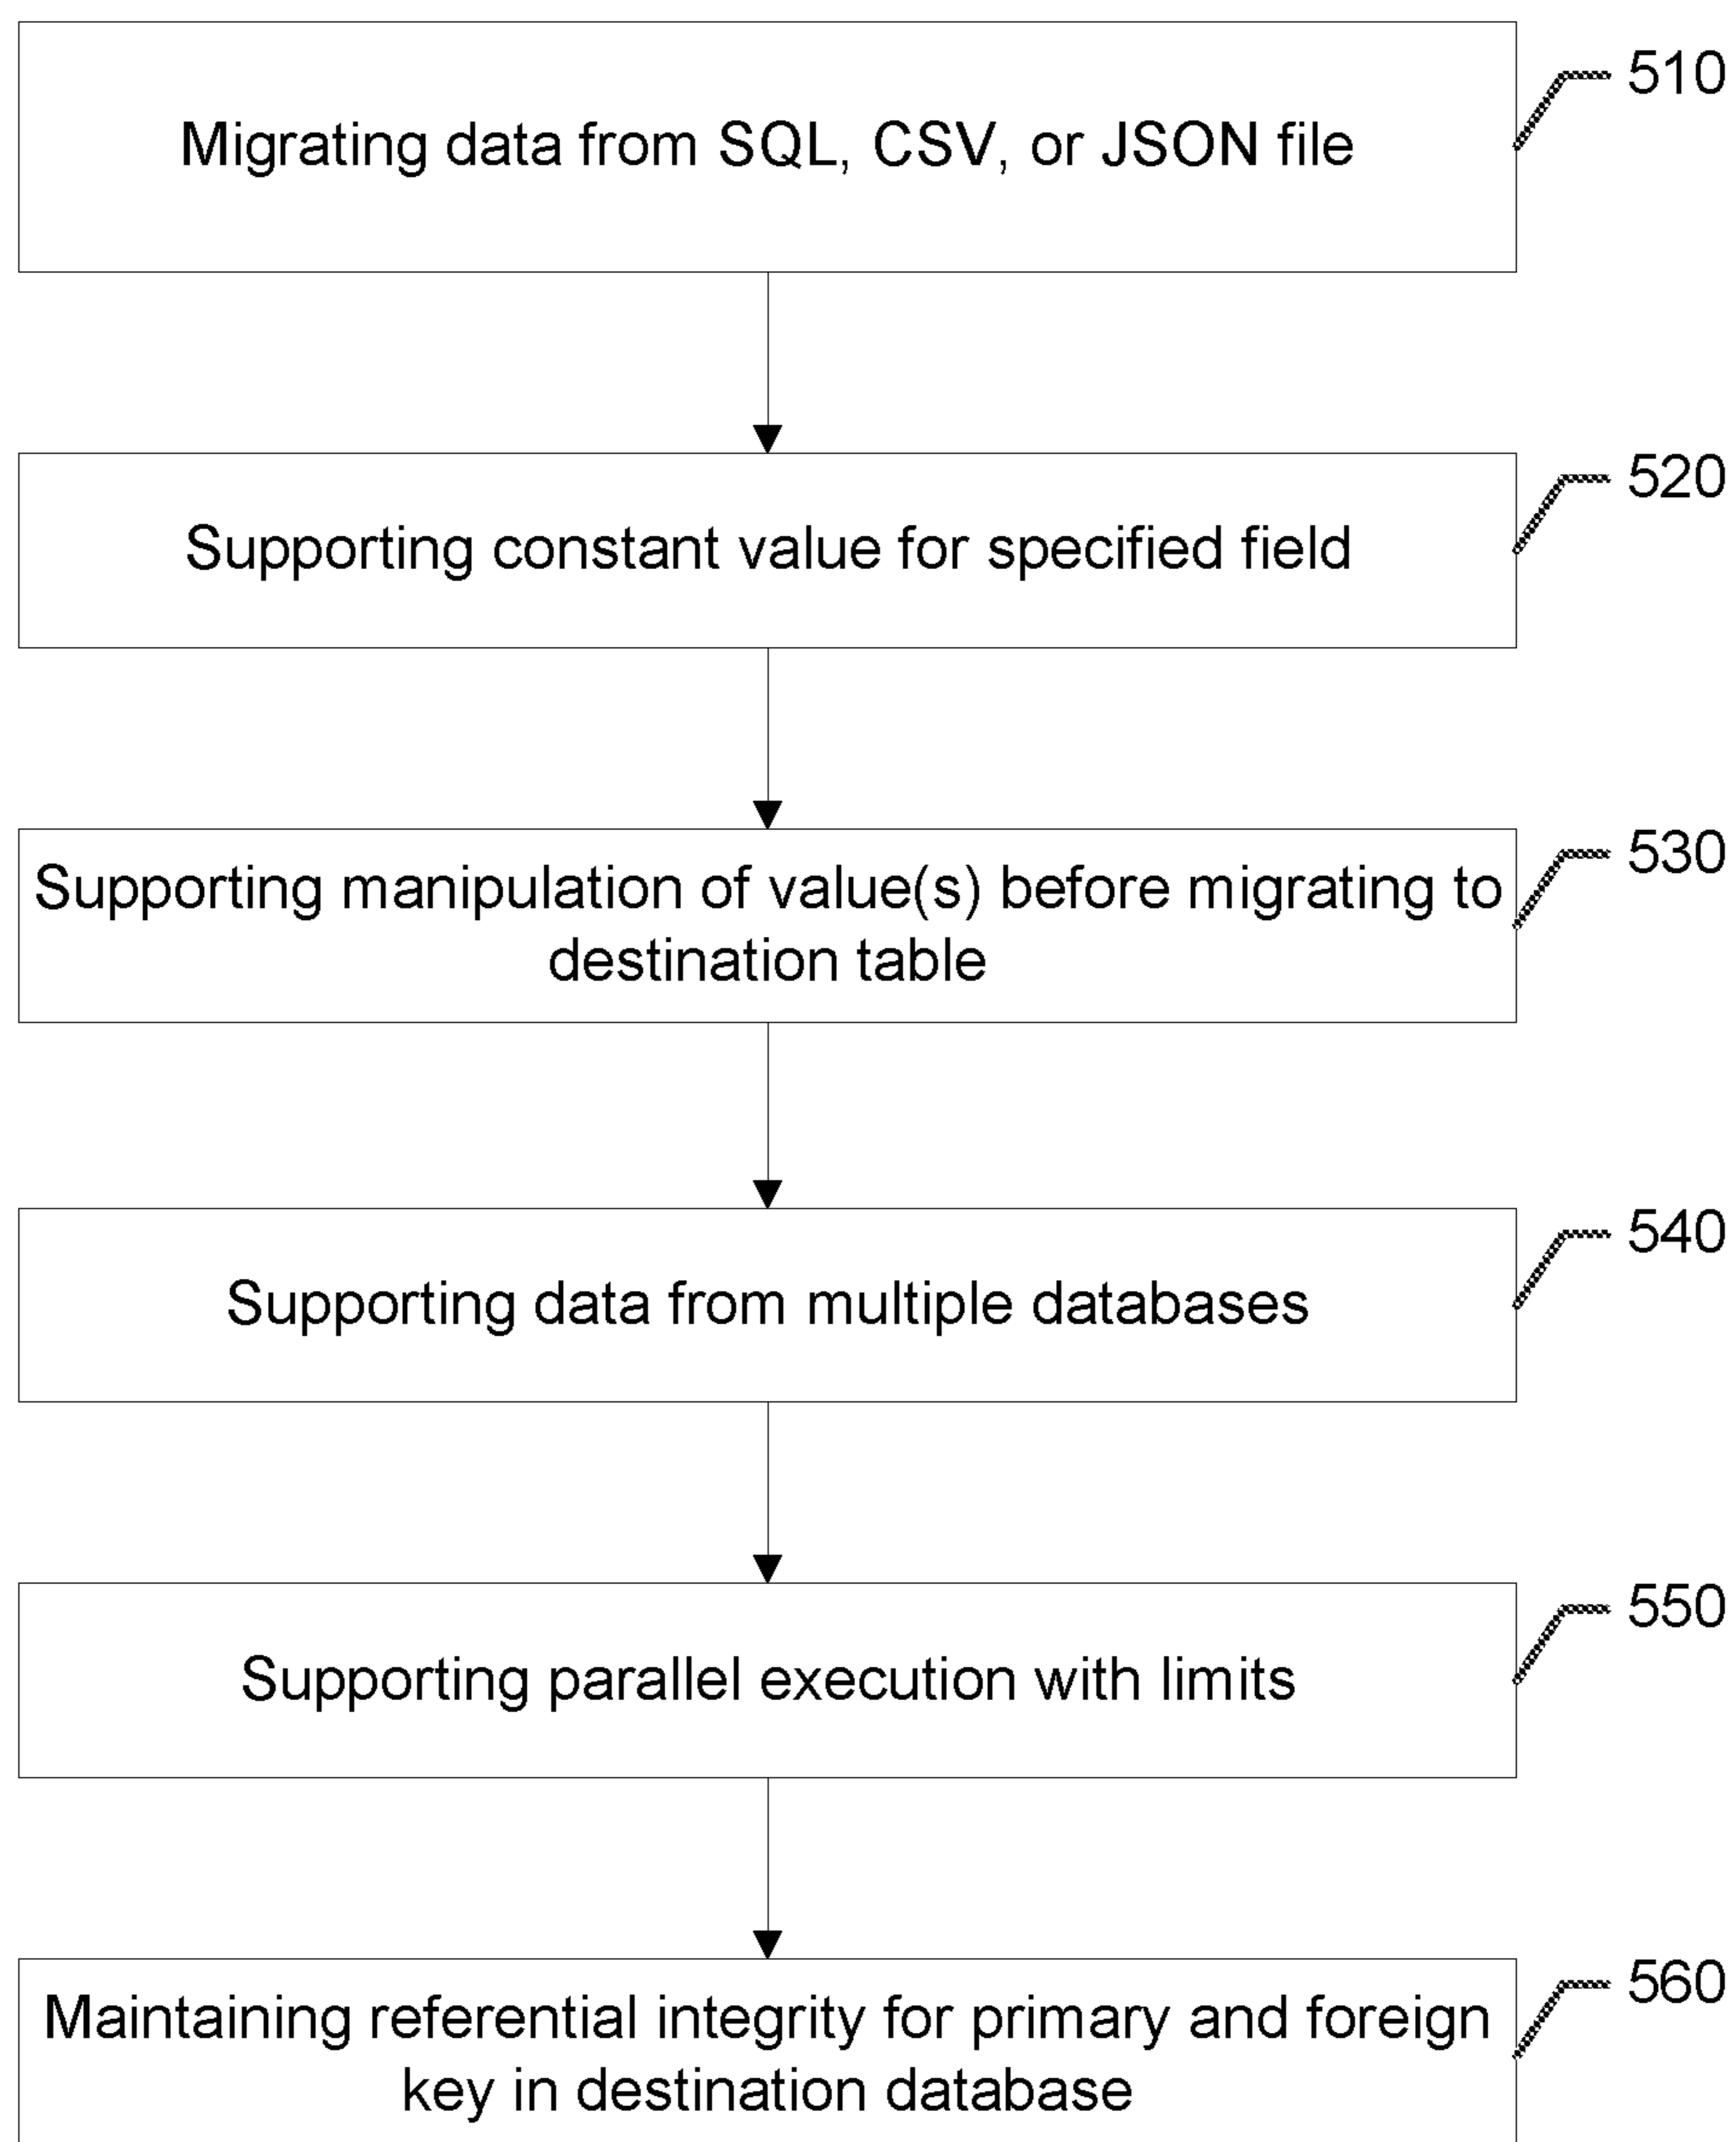 510
Migrating data from SQL, CSV, or JSON file
520
Supporting constant value for specified field
530
Supporting manipulation of value(s) before migrating to
destination table
540
Supporting data from multiple databases
550
Supporting parallel execution with limits
560
Maintaining referential integrity for primary and foreign
key in destination database